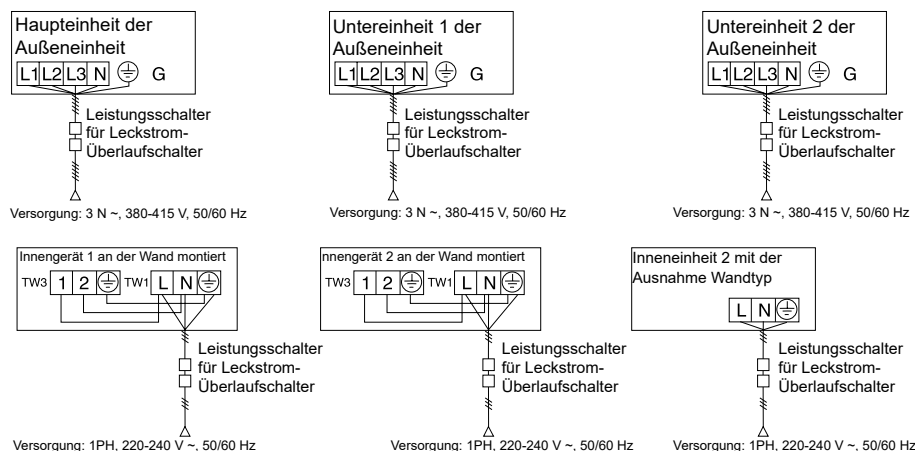 Haupteinheit der
Außeneinheit
L1 L2 L3 N G
Leistungsschalter
für Leckstrom-
Überlaufschalter
Versorgung: 3 N ~, 380-415 V, 50/60 Hz
Untereinheit 1 der
Außeneinheit
L1 L2 L3 N G
Leistungsschalter
für Leckstrom-
Überlaufschalter
Versorgung: 3 N ~, 380-415 V, 50/60 Hz
Untereinheit 2 der
Außeneinheit
L1 L2 L3 N G
Leistungsschalter
für Leckstrom-
Überlaufschalter
Versorgung: 3 N ~, 380-415 V, 50/60 Hz
Innengerät 1 an der Wand montiert
TW3 1 2 TW1 L N
Leistungsschalter
für Leckstrom-
Überlaufschalter
Versorgung: 1PH, 220-240 V ~, 50/60 Hz
nnengerät 2 an der Wand montiert
TW3 1 2 TW1 L N
Leistungsschalter
für Leckstrom-
Überlaufschalter
Versorgung: 1PH, 220-240 V ~, 50/60 Hz
Inneneinheit 2 mit der
Ausnahme Wandtyp
L N
Leistungsschalter
für Leckstrom-
Überlaufschalter
Versorgung: 1PH, 220-240 V ~, 50/60 Hz